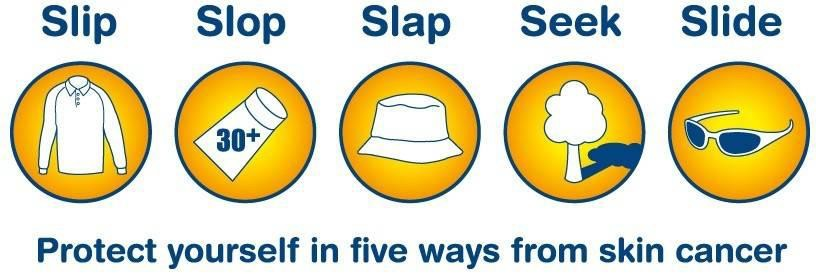 Slip Slop Slap Seek Slide
30+
Protect yourself in five ways from skin cancer